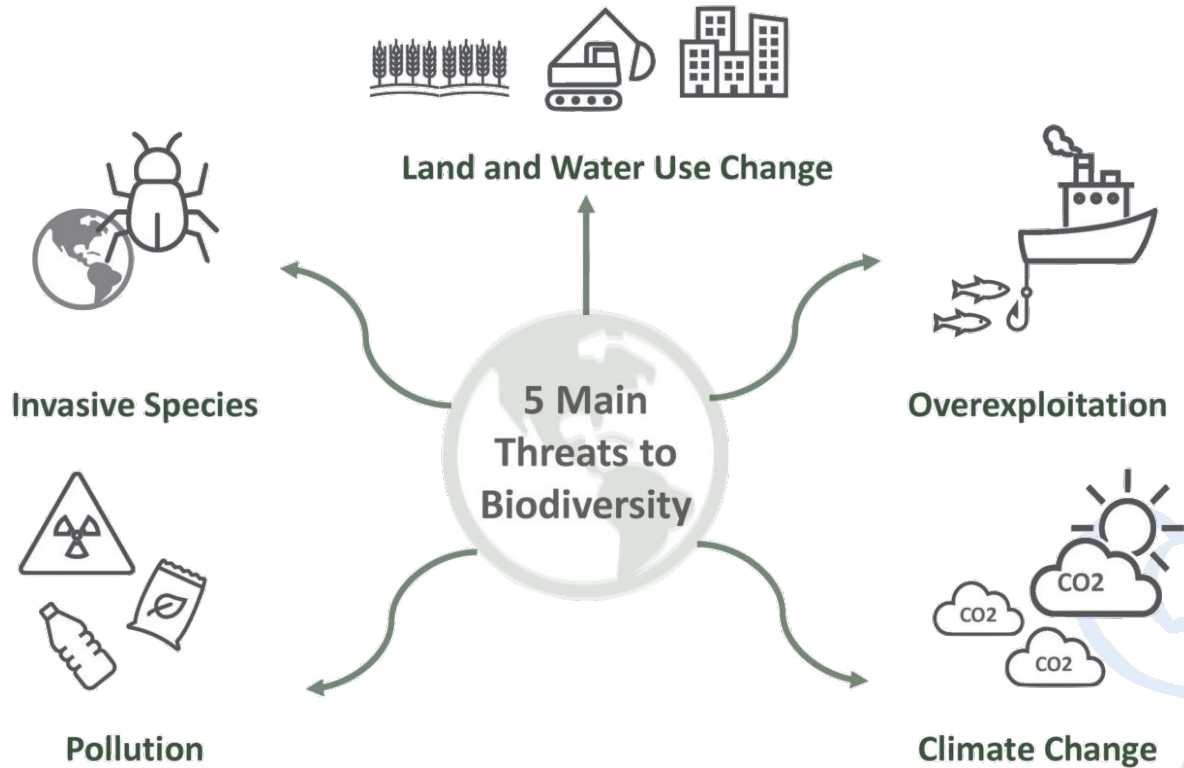 Land and Water Use Change
Invasive Species
5 Main
Threats to
Biodiversity
Overexploitation
CO2
CO2
CO2
Pollution
Climate Change